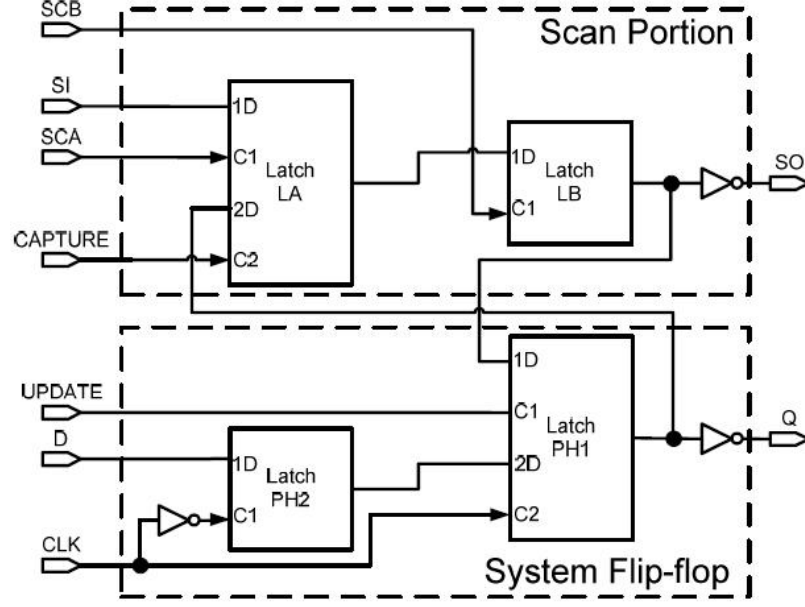 SCB
Scan Portion
SI
1D
SCA
C1
Latch
LA
1D
Latch
LB
SO
2D
C1
CAPTURE
C2
1D
UPDATE
C1
Latch
PH1
Q
D
1D
Latch
PH2
2D
C1
C2
CLK
System Flip-flop